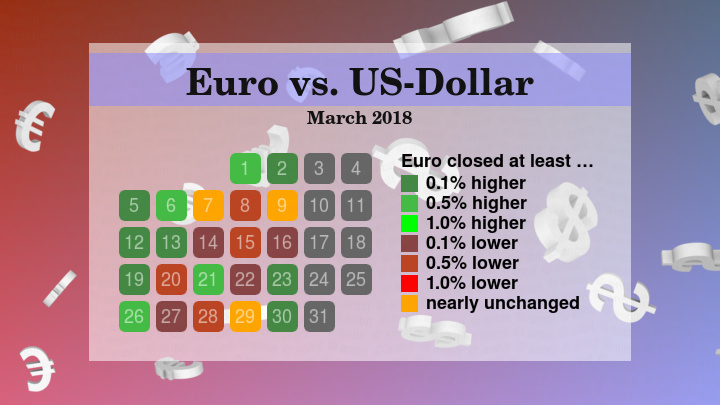 Euro vs. US-Dollar
March 2018
1 2 3 4
5 6 7 8 9 10 11
12 13 14 15 16 17 18
19 20 21 22 23 24 25
26 27 28 29 30 31
Euro closed at least …
0.1% higher
0.5% higher
1.0% higher
0.1% lower
0.5% lower
1.0% lower
nearly unchanged